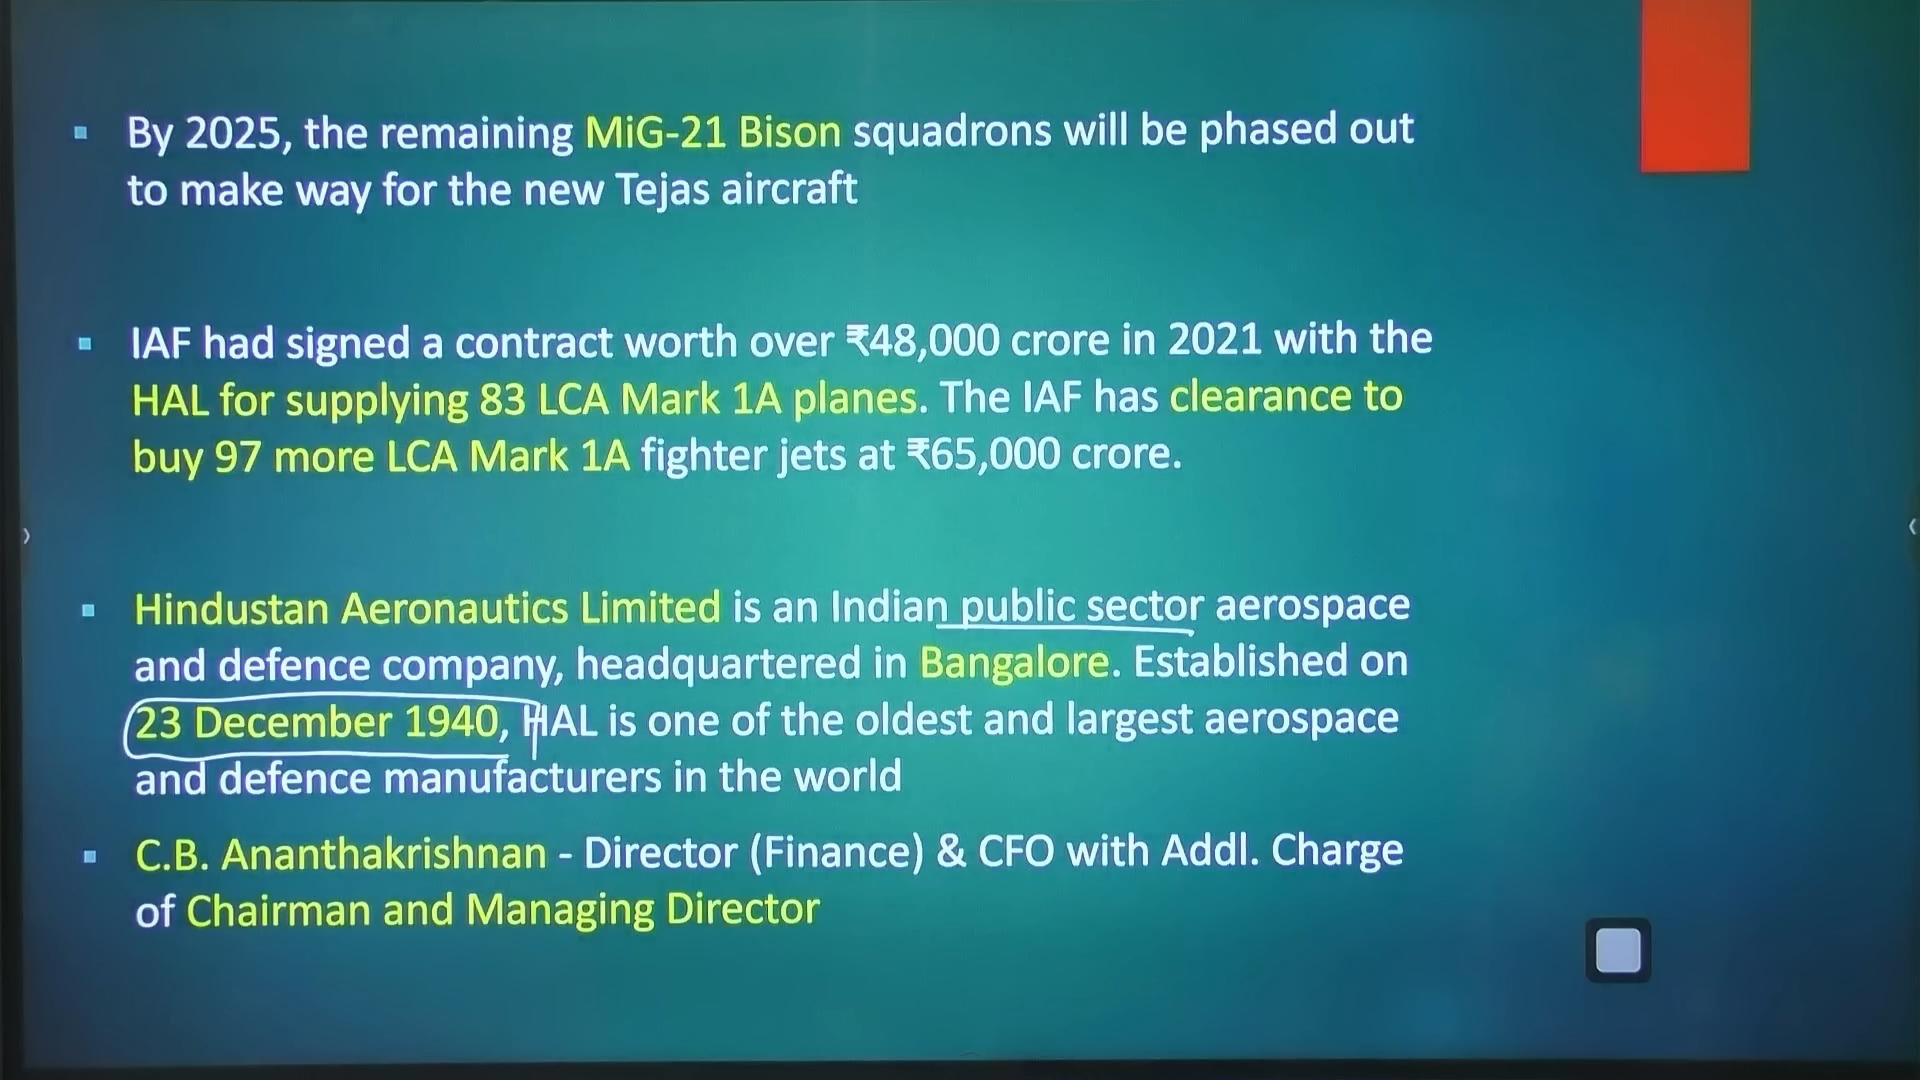 By 2025, the remaining MiG-21 Bison squadrons will be phased out
to make way for the new Tejas aircraft
IAF had signed a contract worth over ₹48,000 crore in 2021 with the
HAL for supplying 83 LCA Mark 1A planes. The IAF has clearance to
buy 97 more LCA Mark 1A fighter jets at ₹65,000 crore.
Hindustan Aeronautics Limited is an Indian public sector aerospace
and defence company, headquartered in Bangalore. Established on
23 December 1940, HAL is one of the oldest and largest aerospace
and defence manufacturers in the world
C.B. Ananthakrishnan - Director (Finance) & CFO with Addl. Charge
of Chairman and Managing Director